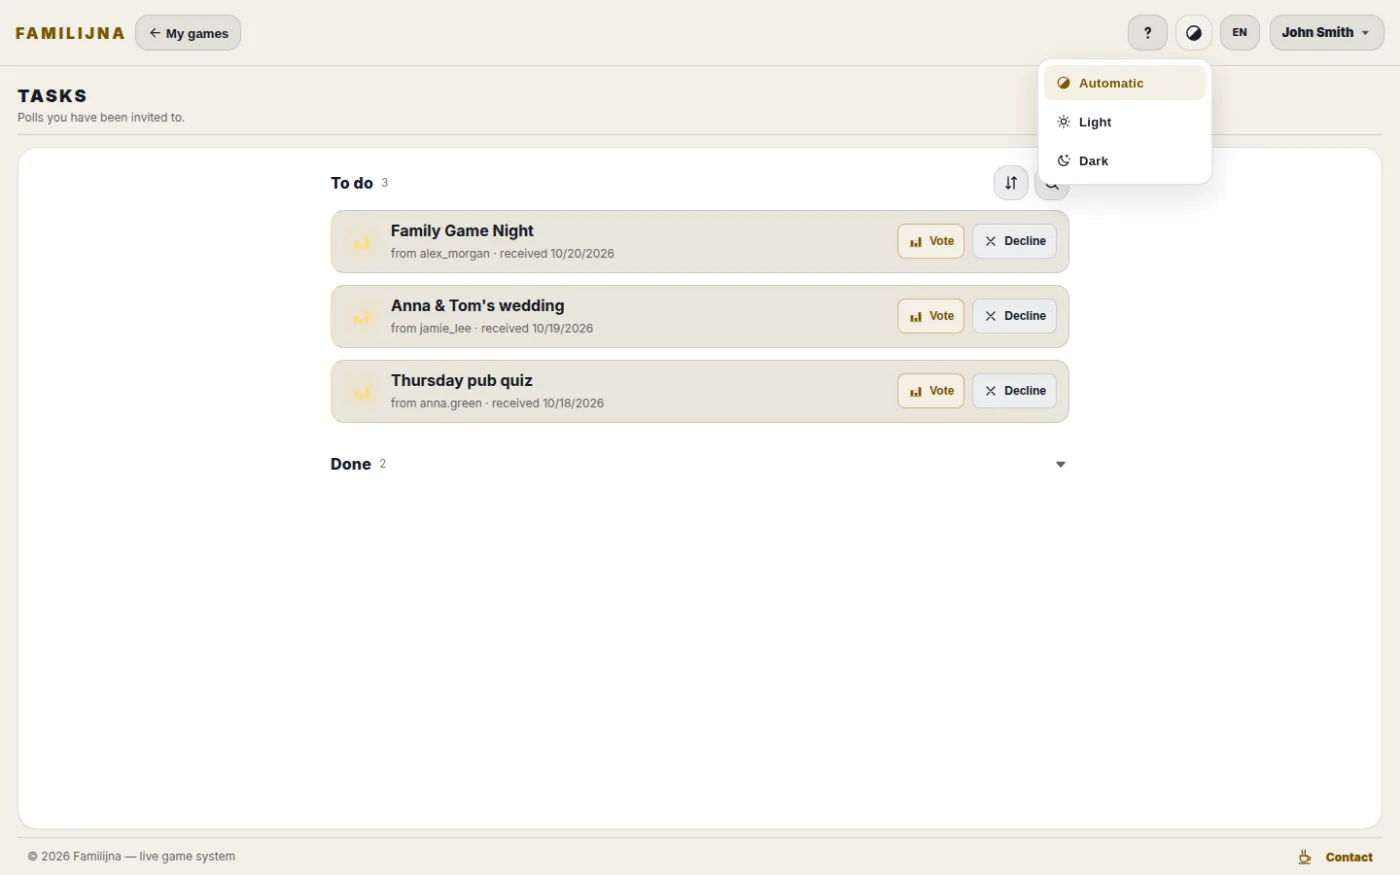 FAMILIJNA
← My games
?
EN
John Smith
Automatic
Light
Dark
TASKS
Polls you have been invited to.
To do 3
Family Game Night
from alex_morgan · received 10/20/2026
Vote
Decline
Anna & Tom's wedding
from jamie_lee · received 10/19/2026
Vote
Decline
Thursday pub quiz
from anna.green · received 10/18/2026
Vote
Decline
Done 2
© 2026 Familijna — live game system
Contact